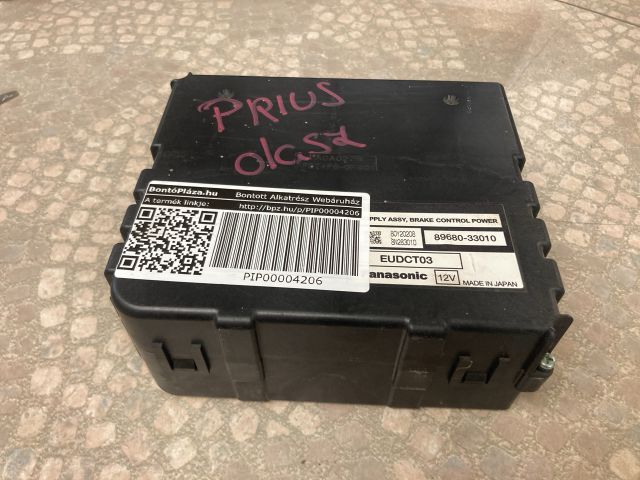 PRIUS
olasz
BontóPláza.hu Bontott Alkatrész Webáruház
A termék linkje: http://bpz.hu/p/PIP00004206
PIP00004206
PPLY ASSY, BRAKE CONTROL POWER
89680-33010
EUDCT03
anasonic 12V MADE IN JAPAN